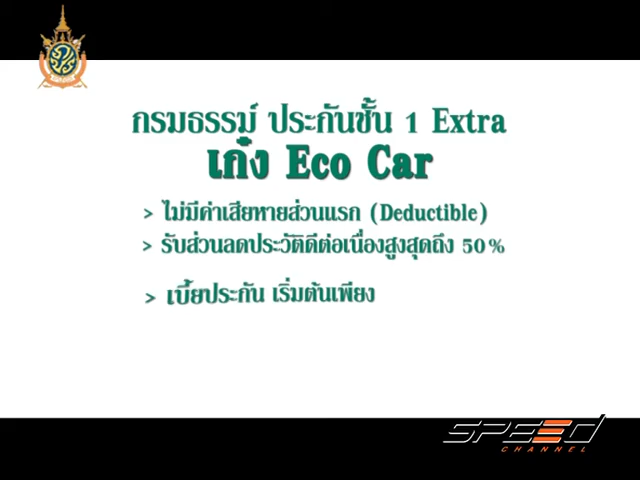 กรมธรรม์ ประกันชั้น 1 Extra
เก๋ง Eco Car
> ไม่มีค่าเสียหายส่วนแรก (Deductible)
> รับส่วนลดประวัติดีต่อเนื่องสูงสุดถึง 50%
> เบี้ยประกัน เริ่มต้นเพียง
SPEED
CHANNEL